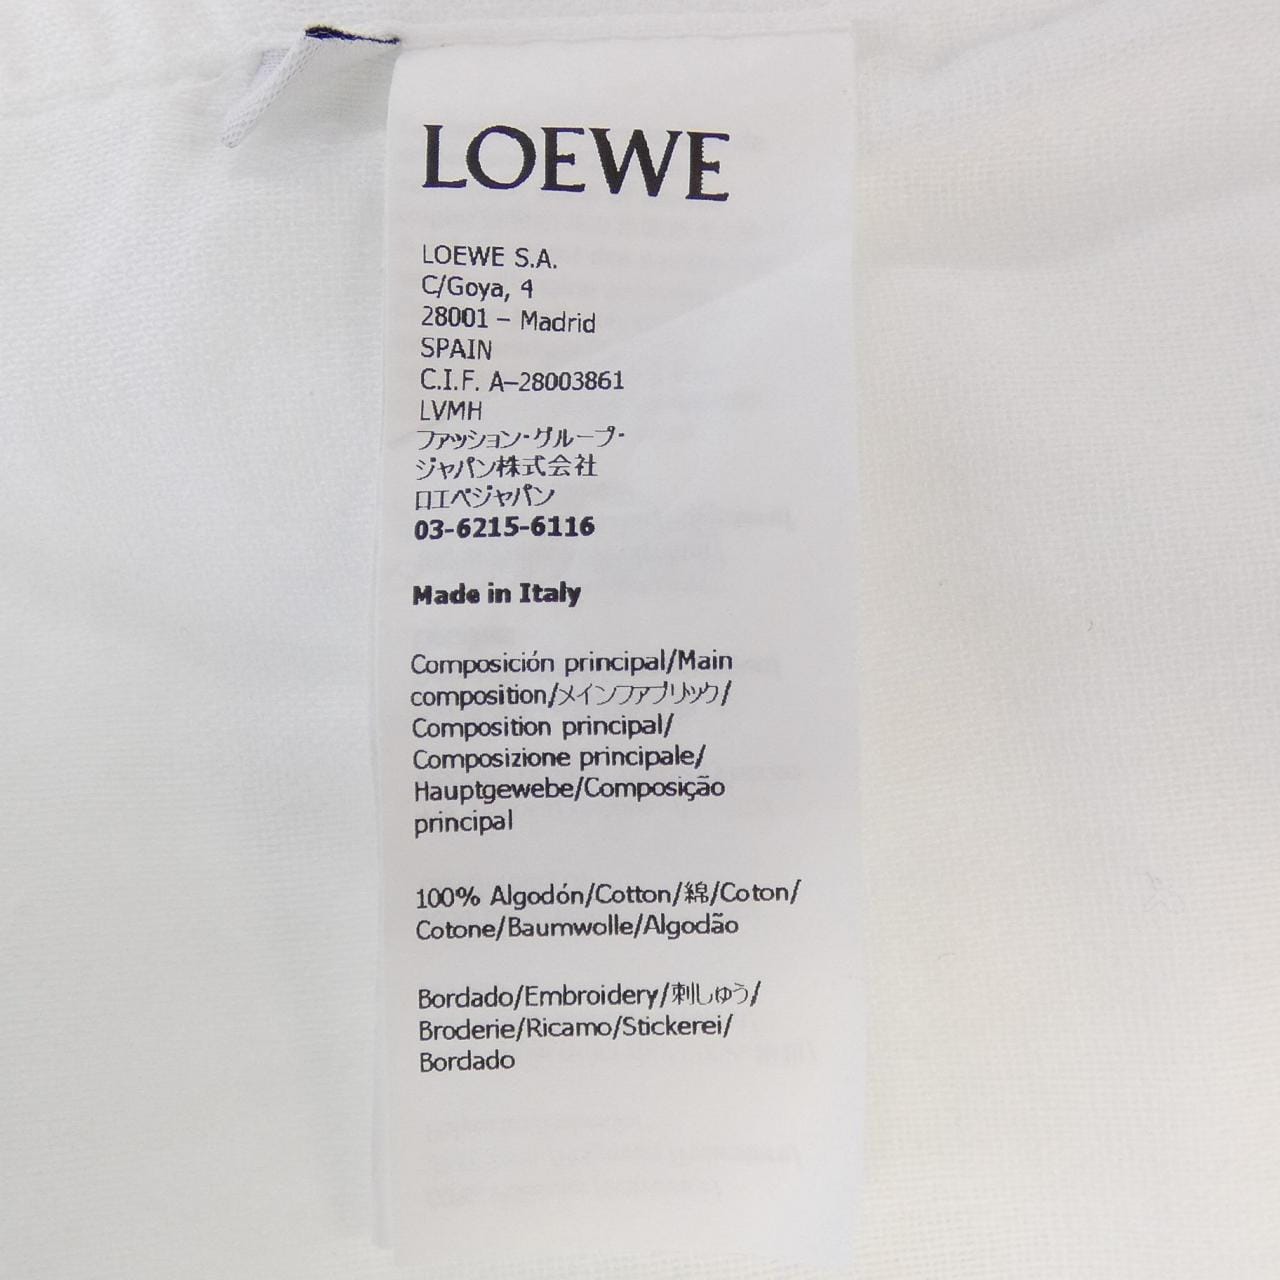 LOEWE
LOEWE S.A.
C/Goya, 4
28001 – Madrid
SPAIN
C.I.F. A–28003861
LVMH
ファッション・グループ・
ジャパン株式会社
ロエベジャパン
03-6215-6116
Made in Italy
Composición principal/Main
composition/メインファブリック/
Composition principal/
Composizione principale/
Hauptgewebe/Composição
principal
100% Algodón/Cotton/綿/Coton/
Cotone/Baumwolle/Algodão
Bordado/Embroidery/刺しゅう/
Broderie/Ricamo/Stickerei/
Bordado